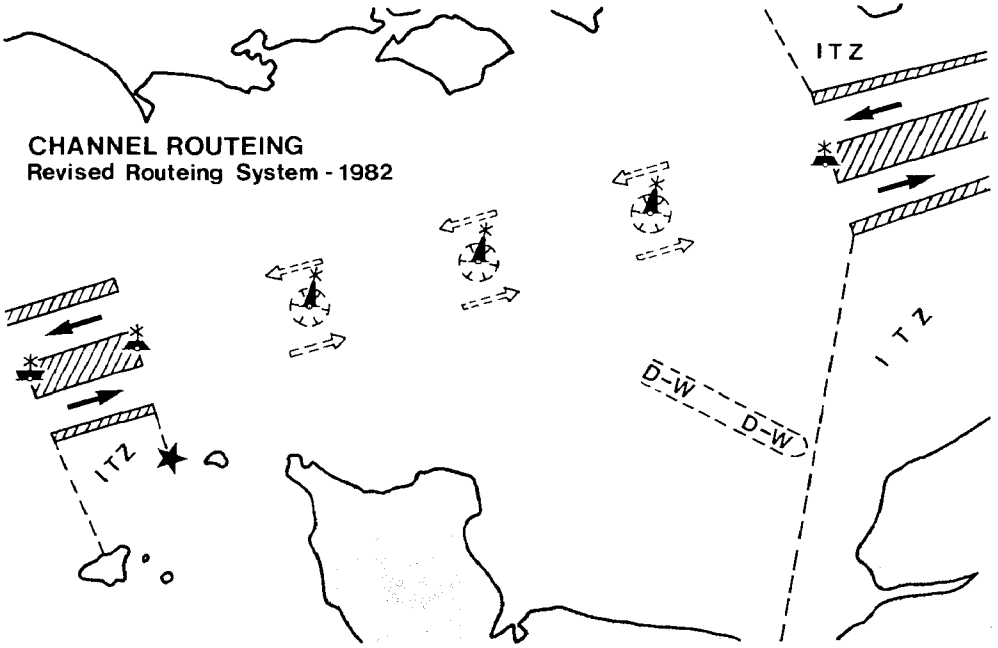 ITZ
CHANNEL ROUTEING
Revised Routeing System - 1982
ITZ
D-W
D-W
ITZ